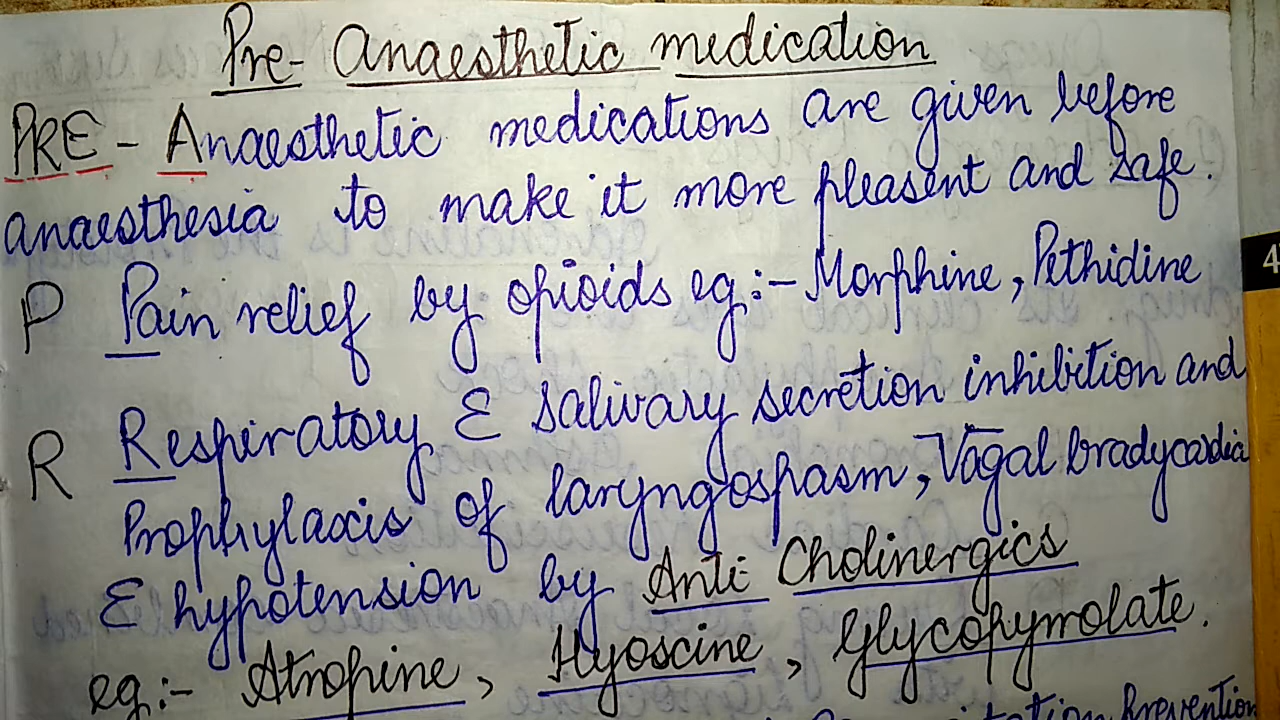 Pre- Anaesthetic medication
PRE - Anaesthetic medications are given before
anaesthesia to make it more pleasent and safe.
P Pain relief by opioids eg:- Morphine, Pethidine
R Respiratory & salivary secretion inhibition and
Prophylaxis of laryngospasm, Vagal bradycardia
& hypotension by Anti Cholinergics
eg:- Atropine, Hyoscine, Glycopyrrolate.
Prevention
4